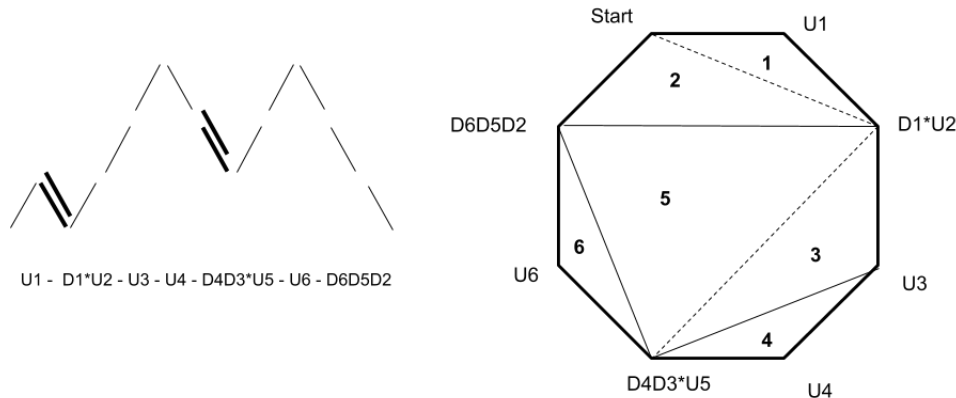 U1 - D1*U2 - U3 - U4 - D4D3*U5 - U6 - D6D5D2
Start
U1
1
2
D6D5D2
D1*U2
5
6
3
U6
U3
4
D4D3*U5
U4